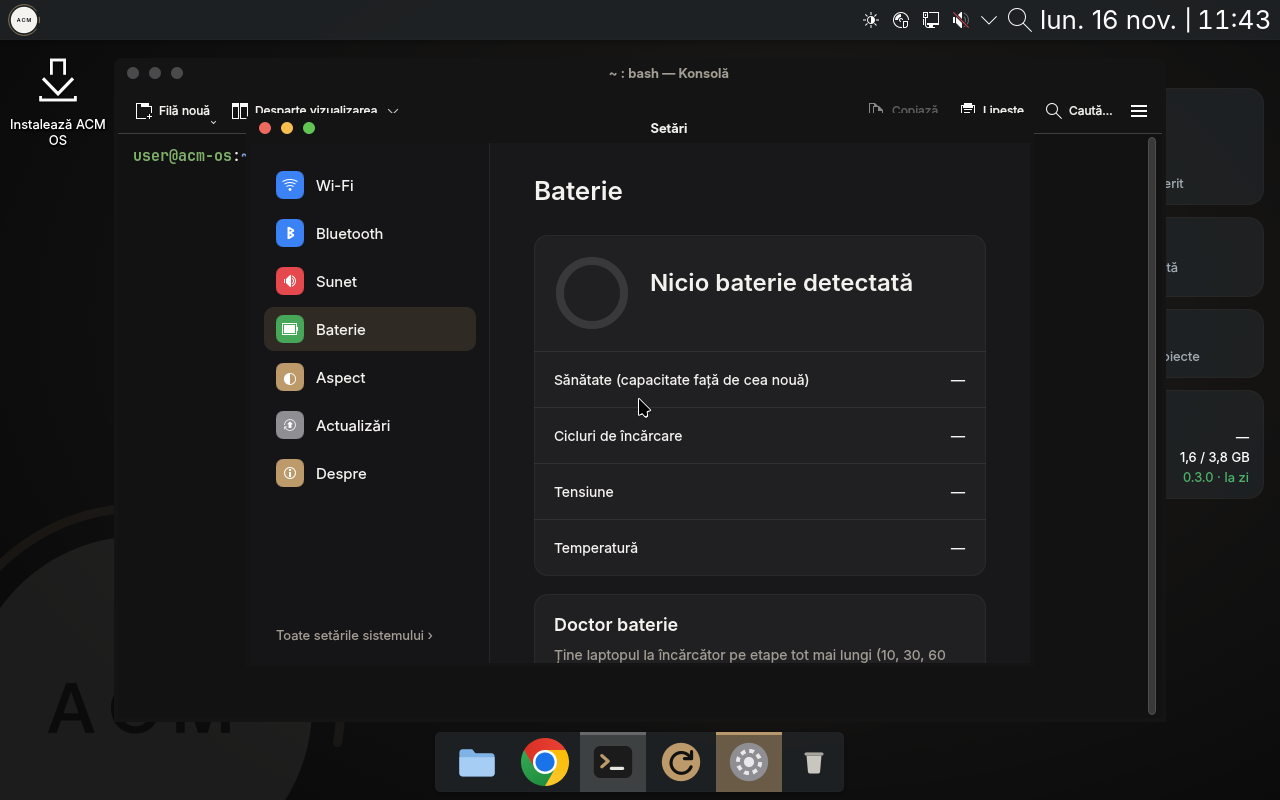 ACM
lun. 16 nov. | 11:43
Instalează ACM
OS
~ : bash — Konsolă
Filă nouă
Desparte vizualizarea
Copiază
Lipește
Caută...
user@acm-os:~
Setări
Wi-Fi
Bluetooth
Sunet
Baterie
Aspect
Actualizări
Despre
Toate setările sistemului ›
Baterie
Nicio baterie detectată
Sănătate (capacitate față de cea nouă) —
Cicluri de încărcare —
Tensiune —
Temperatură —
Doctor baterie
Ține laptopul la încărcător pe etape tot mai lungi (10, 30, 60
erit
tă
biecte
—
1,6 / 3,8 GB
0.3.0 · la zi
ACM